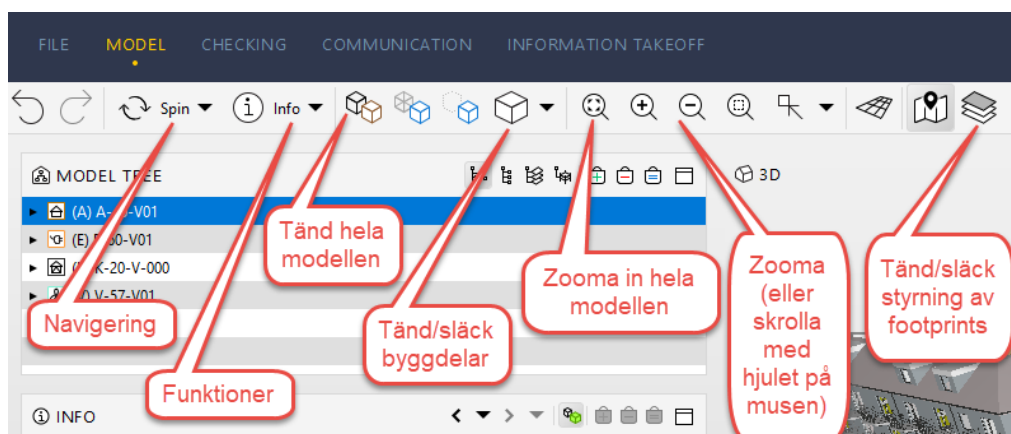 FILE MODEL CHECKING COMMUNICATION INFORMATION TAKEOFF
Spin Info
MODEL TREE
3D
(A) A-
-V01
(E)
60-V01
K-20-V-000
V-57-V01
Navigering
Funktioner
Tänd hela
modellen
Tänd/släck
byggdelar
Zooma in hela
modellen
Zooma
(eller
skrolla
med
hjulet på
musen)
Tänd/släck
styrning av
footprints
INFO